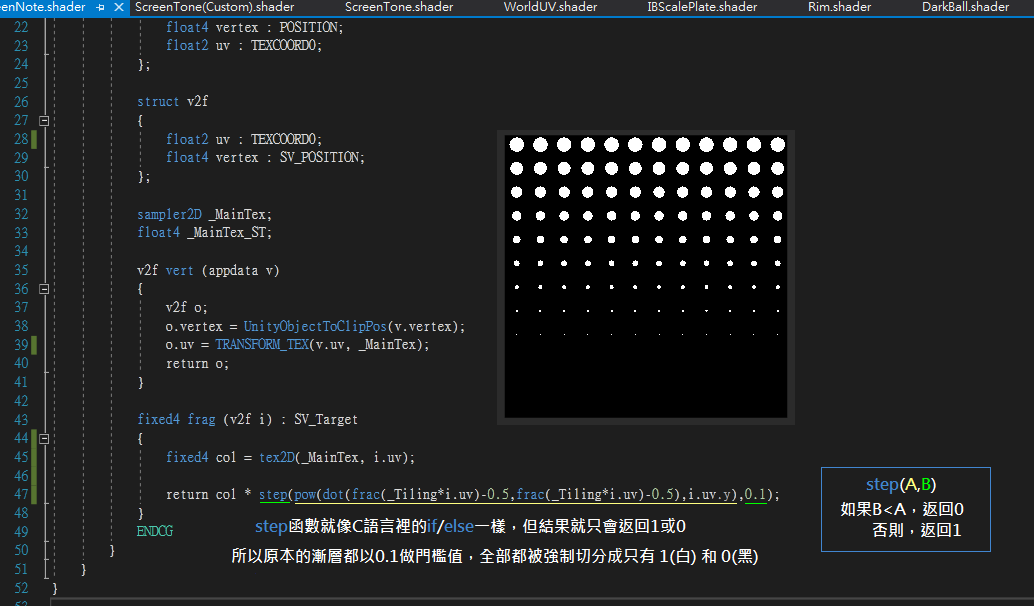 enNote.shader ScreenTone(Custom).shader ScreenTone.shader WorldUV.shader IBScalePlate.shader Rim.shader DarkBall.shader
22 float4 vertex : POSITION;
23 float2 uv : TEXCOORD0;
24 };
25
26 struct v2f
27 {
28 float2 uv : TEXCOORD0;
29 float4 vertex : SV_POSITION;
30 };
31
32 sampler2D _MainTex;
33 float4 _MainTex_ST;
34
35 v2f vert (appdata v)
36 {
37 v2f o;
38 o.vertex = UnityObjectToClipPos(v.vertex);
39 o.uv = TRANSFORM_TEX(v.uv, _MainTex);
40 return o;
41 }
42
43 fixed4 frag (v2f i) : SV_Target
44 {
45 fixed4 col = tex2D(_MainTex, i.uv);
46
47 return col * step(pow(dot(frac(_Tiling*i.uv)-0.5,frac(_Tiling*i.uv)-0.5),i.uv.y),0.1);
48 }
49 ENDCG
50 }
51 }
52 }
53
step函數就像C語言裡的if/else一樣，但結果就只會返回1或0
所以原本的漸層都以0.1做門檻值，全部都被強制切分成只有 1(白) 和 0(黑)
step(A,B)
如果B<A，返回0
否則，返回1